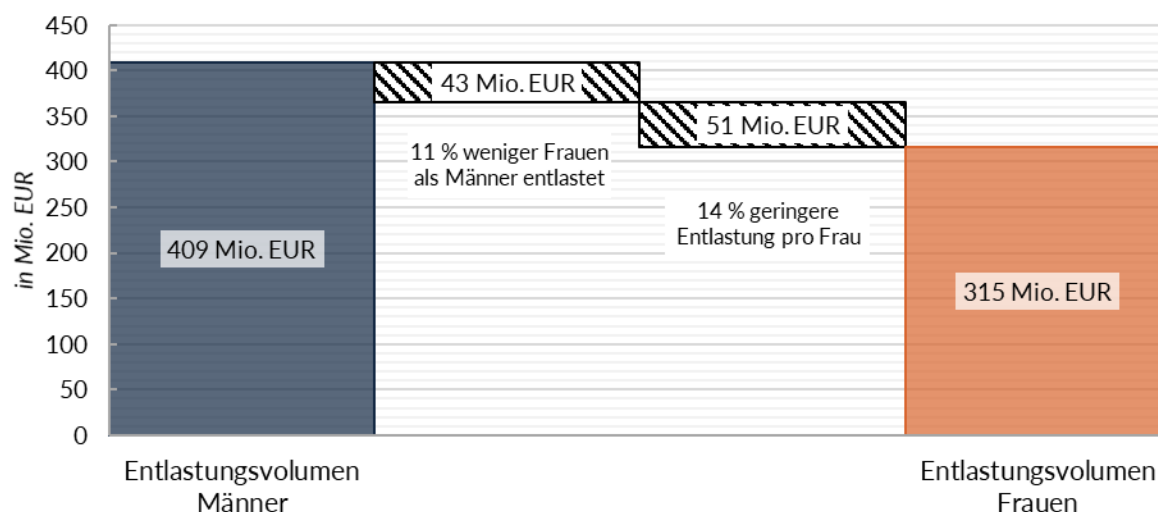 in Mio. EUR
450
400
350
300
250
200
150
100
50
0
409 Mio. EUR
43 Mio. EUR
11 % weniger Frauen
als Männer entlastet
51 Mio. EUR
14 % geringere
Entlastung pro Frau
315 Mio. EUR
Entlastungsvolumen
Männer
Entlastungsvolumen
Frauen